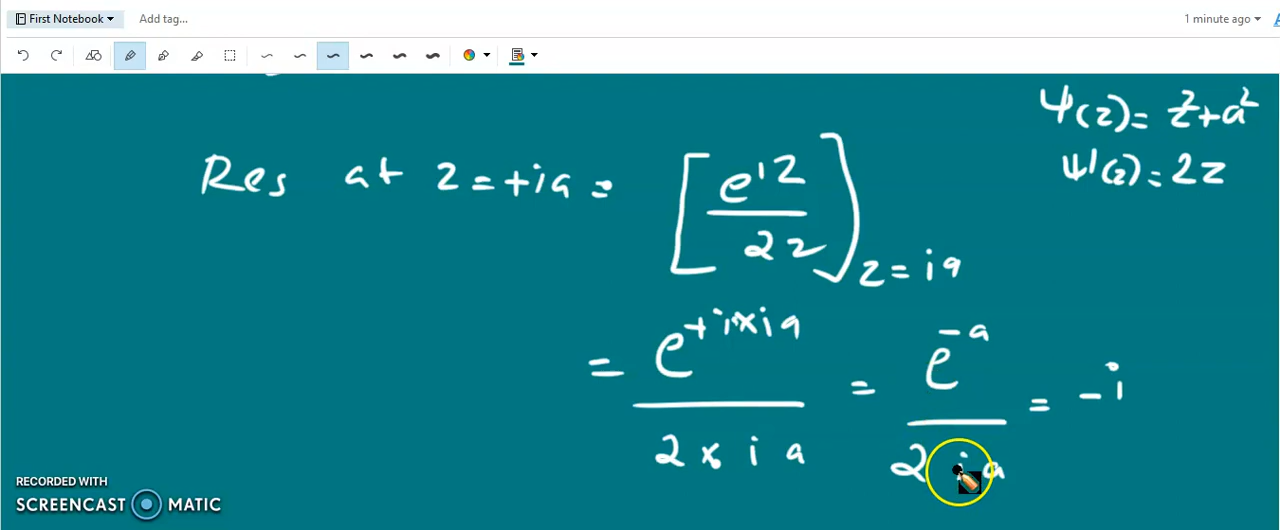 First Notebook Add tag... 1 minute ago
Ψ(z)= z+a²
Ψ'(z)=2z
Res at z=+ia= [e^iz / 2z] z=ia
= e^+i×ia / 2×ia = e^-a / 2ia = -i
RECORDED WITH
SCREENCAST MATIC